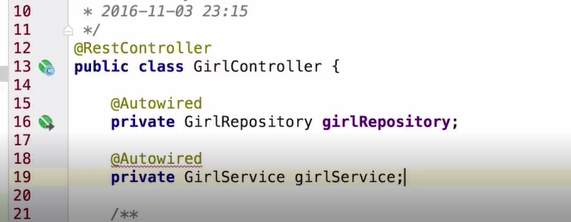 10 * 2016-11-03 23:15
11 */
12 @RestController
13 public class GirlController {
14
15 @Autowired
16 private GirlRepository girlRepository;
17
18 @Autowired
19 private GirlService girlService;
20
21 /**